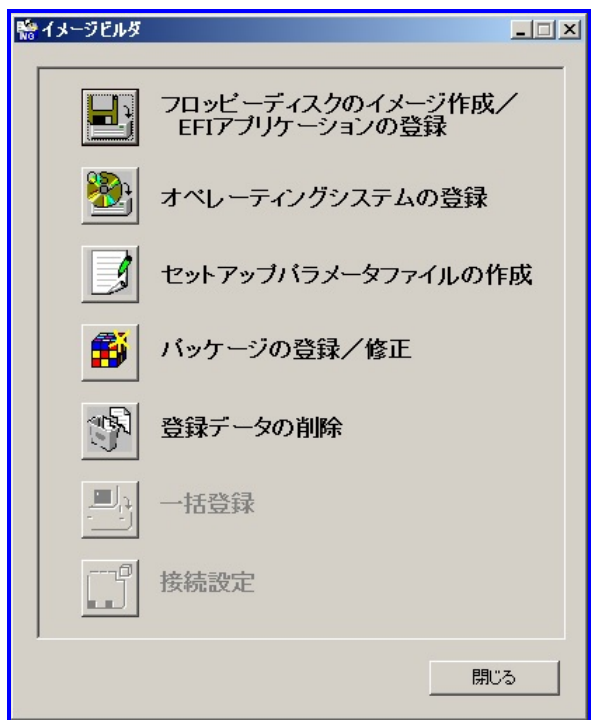 イメージビルダ
フロッピーディスクのイメージ作成／
EFIアプリケーションの登録
オペレーティングシステムの登録
セットアップパラメータファイルの作成
パッケージの登録／修正
登録データの削除
一括登録
接続設定
閉じる